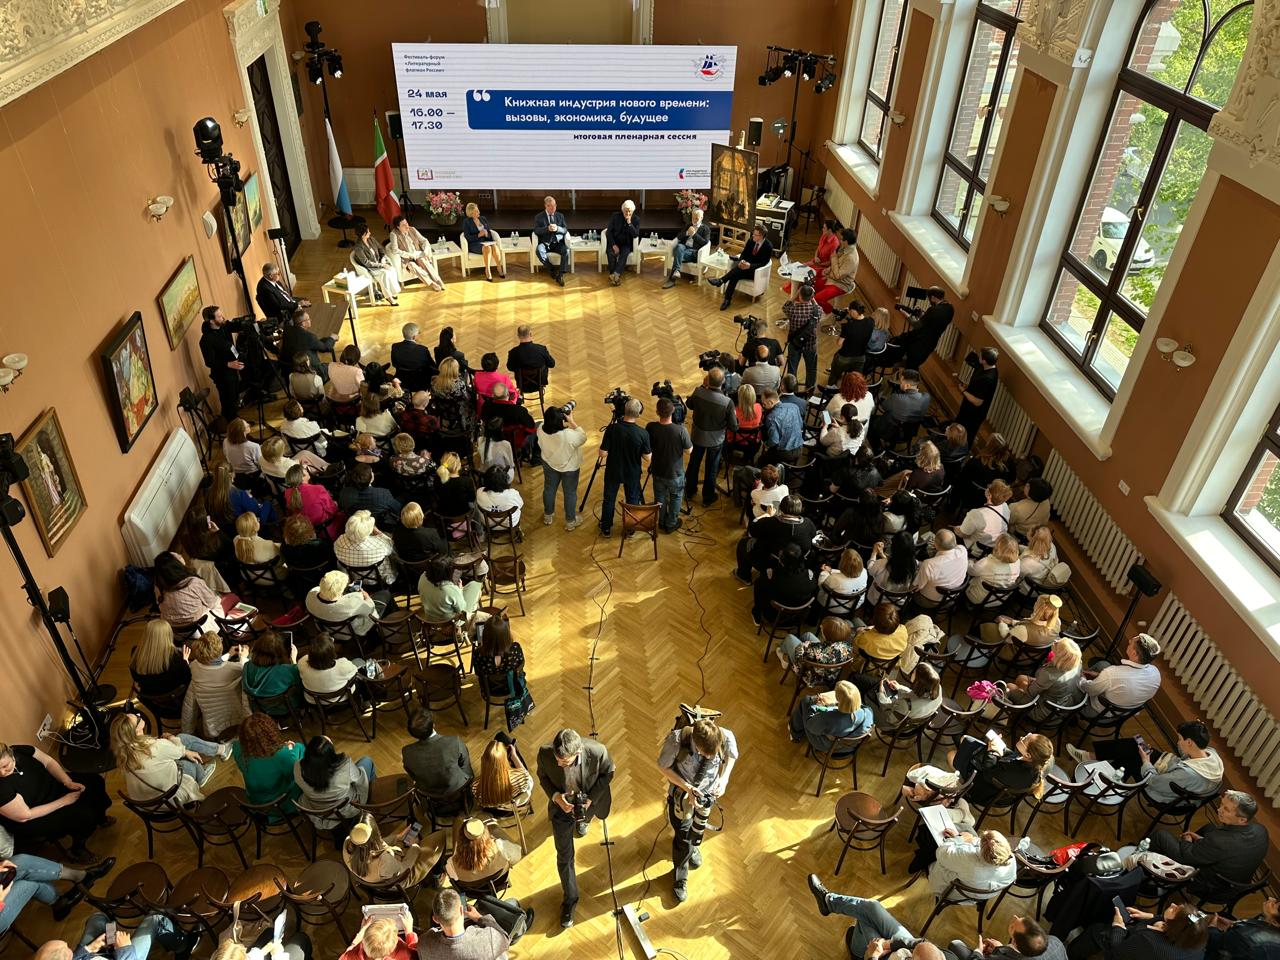 Фестиваль-форум
«Литературный
флагман России»
24 мая
16.00 —
17.30
Книжная индустрия нового времени:
вызовы, экономика, будущее
итоговая пленарная сессия